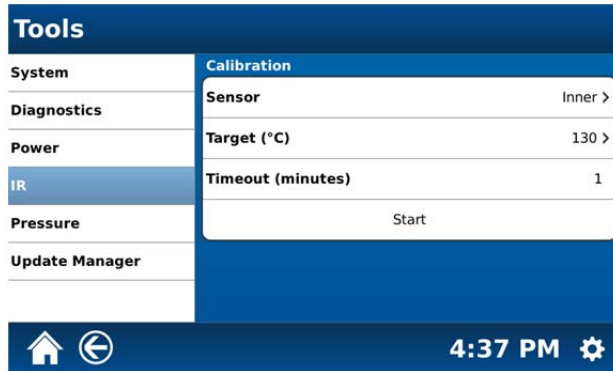 Tools
System
Diagnostics
Power
IR
Pressure
Update Manager
Calibration
Sensor Inner >
Target (°C) 130 >
Timeout (minutes) 1
Start
4:37 PM